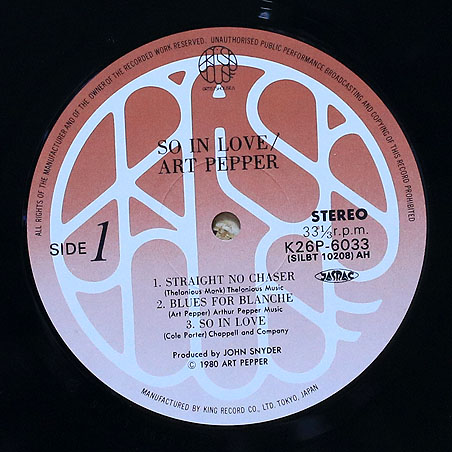 ALL RIGHTS OF THE MANUFACTURER AND OF THE OWNER OF THE RECORDED WORK RESERVED. UNAUTHORISED PUBLIC PERFORMANCE BROADCASTING AND COPYING OF THIS RECORD PROHIBITED
SO IN LOVE/
ART PEPPER
SIDE 1
STEREO
33⅓r.p.m.
K26P-6033
(SILBT 10208) AH
JASRAC
1. STRAIGHT NO CHASER
(Thelonious Monk) Thelonious Music
2. BLUES FOR BLANCHE
(Art Pepper) Arthur Pepper Music
3. SO IN LOVE
(Cole Porter) Chappell and Company
Produced by JOHN SNYDER
© 1980 ART PEPPER
MANUFACTURED BY KING RECORD CO., LTD. TOKYO, JAPAN